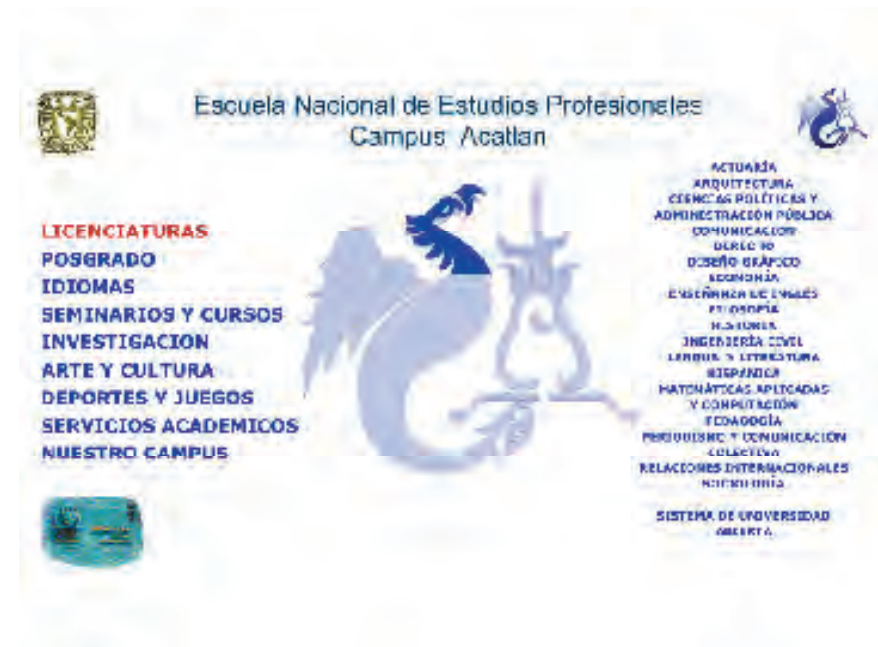 Escuela Nacional de Estudios Profesionales
Campus Acatlan
LICENCIATURAS
POSGRADO
IDIOMAS
SEMINARIOS Y CURSOS
INVESTIGACION
ARTE Y CULTURA
DEPORTES Y JUEGOS
SERVICIOS ACADEMICOS
NUESTRO CAMPUS
ACTUARÍA
ARQUITECTURA
CIENCIAS POLÍTICAS Y
ADMINISTRACIÓN PÚBLICA
COMUNICACIÓN
DERECHO
DISEÑO GRÁFICO
ECONOMÍA
ENSEÑANZA DE INGLÉS
FILOSOFÍA
HISTORIA
INGENIERÍA CIVIL
LENGUA Y LITERATURA
HISPÁNICA
MATEMÁTICAS APLICADAS
Y COMPUTACIÓN
PEDAGOGÍA
PERIODISMO Y COMUNICACIÓN
COLECTIVA
RELACIONES INTERNACIONALES
SOCIOLOGÍA
SISTEMA DE UNIVERSIDAD
ABIERTA